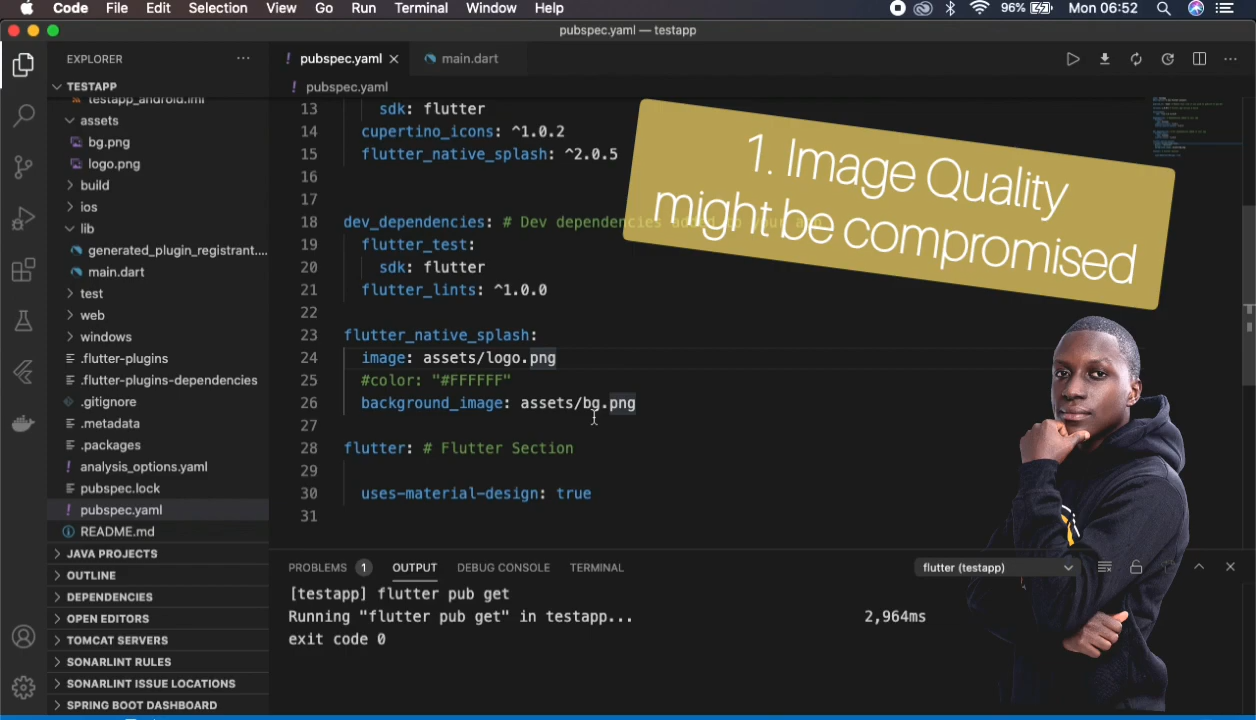 Code File Edit Selection View Go Run Terminal Window Help 96% Mon 06:52
pubspec.yaml — testapp
EXPLORER
! pubspec.yaml × main.dart
TESTAPP
! pubspec.yaml
testapp_android.iml
assets
bg.png
logo.png
build
ios
lib
generated_plugin_registrant....
main.dart
test
web
windows
.flutter-plugins
.flutter-plugins-dependencies
.gitignore
.metadata
.packages
! analysis_options.yaml
pubspec.lock
! pubspec.yaml
README.md
JAVA PROJECTS
OUTLINE
DEPENDENCIES
OPEN EDITORS
TOMCAT SERVERS
SONARLINT RULES
SONARLINT ISSUE LOCATIONS
SPRING BOOT DASHBOARD
13 sdk: flutter
14 cupertino_icons: ^1.0.2
15 flutter_native_splash: ^2.0.5
16
17
18 dev_dependencies: # Dev dependencies added to your app
19 flutter_test:
20 sdk: flutter
21 flutter_lints: ^1.0.0
22
23 flutter_native_splash:
24 image: assets/logo.png
25 #color: "#FFFFFF"
26 background_image: assets/bg.png
27
28 flutter: # Flutter Section
29
30 uses-material-design: true
31
1. Image Quality
might be compromised
PROBLEMS 1 OUTPUT DEBUG CONSOLE TERMINAL flutter (testapp)
[testapp] flutter pub get
Running "flutter pub get" in testapp... 2,964ms
exit code 0